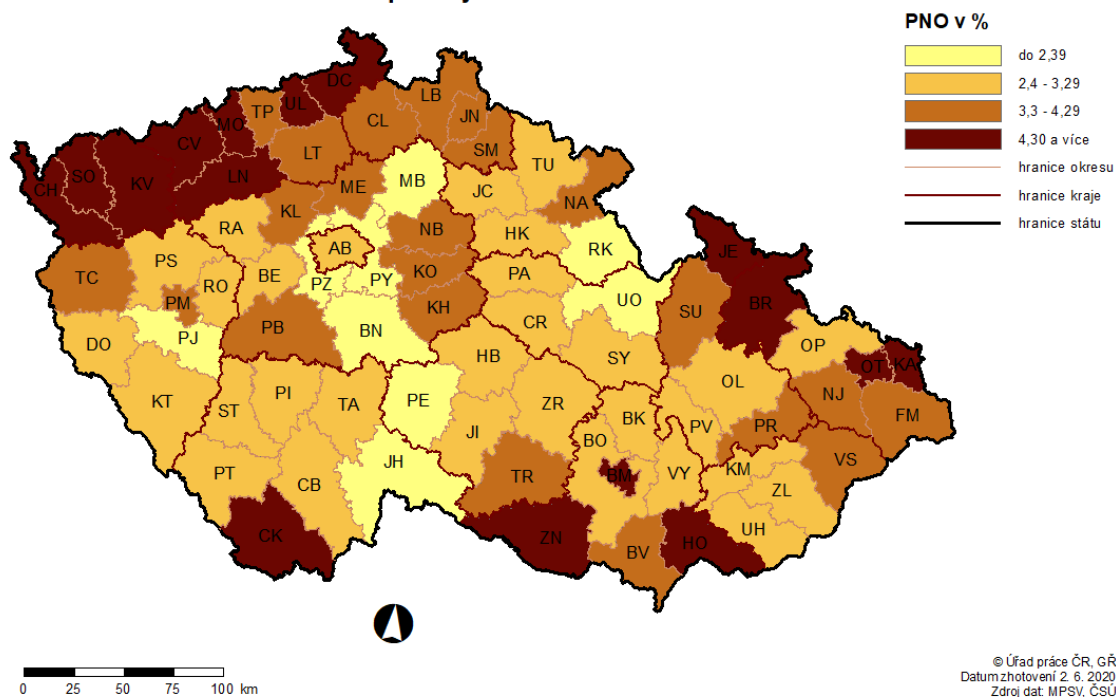 PNO v %
do 2,39
2,4 - 3,29
3,3 - 4,29
4,30 a více
hranice okresu
hranice kraje
hranice státu
DC
LB
UL
TP
JN
MO
CL
CV
LT
SM
TU
SO
CH
KV
LN
MB
ME
JC
NA
KL
RA
NB
HK
RK
AB
JE
PS
BE
KO
PA
TC
RO
PZ
PY
UO
BR
PM
KH
SU
PB
CR
BN
PJ
DO
SY
OP
HB
OT
KA
OL
PI
KT
ST
TA
PE
ZR
NJ
FM
BK
PR
JI
PV
BO
VS
JH
KM
PT
TR
BM
VY
CB
ZL
UH
CK
ZN
HO
BV
0 25 50 75 100 km
© Úřad práce ČR, GŘ
Datum zhotovení 2. 6. 2020
Zdroj dat: MPSV, ČSÚ